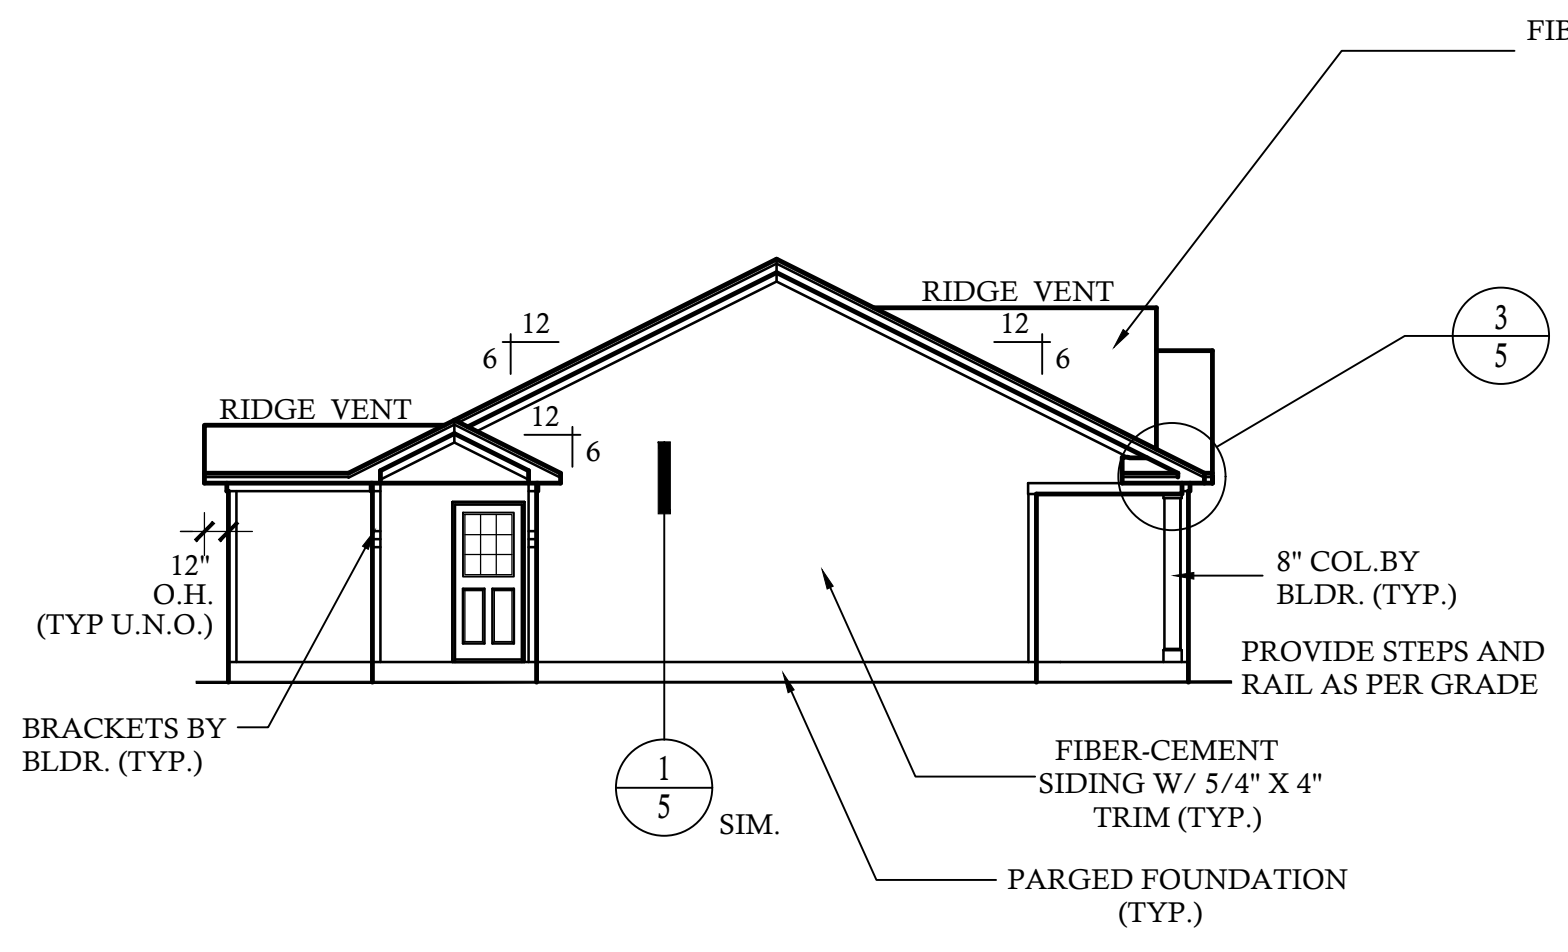 FIB
RIDGE VENT
12
6
12
6
3
5
RIDGE VENT
12
6
12"
O.H.
(TYP U.N.O.)
8" COL.BY
BLDR. (TYP.)
PROVIDE STEPS AND
RAIL AS PER GRADE
BRACKETS BY
BLDR. (TYP.)
1
5
SIM.
FIBER-CEMENT
SIDING W/ 5/4" X 4"
TRIM (TYP.)
PARGED FOUNDATION
(TYP.)